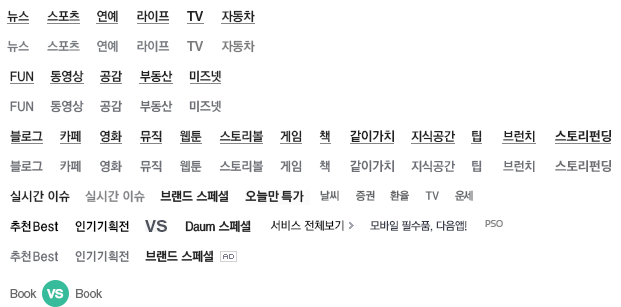 뉴스 스포츠 연예 라이프 TV 자동차
뉴스 스포츠 연예 라이프 TV 자동차
FUN 동영상 공감 부동산 미즈넷
FUN 동영상 공감 부동산 미즈넷
블로그 카페 영화 뮤직 웹툰 스토리볼 게임 책 같이가치 지식공간 팁 브런치 스토리펀딩
블로그 카페 영화 뮤직 웹툰 스토리볼 게임 책 같이가치 지식공간 팁 브런치 스토리펀딩
실시간 이슈 실시간 이슈 브랜드 스페셜 오늘만 특가 날씨 증권 환율 TV 운세
추천Best 인기기획전 VS Daum 스페셜 서비스 전체보기 > 모바일 필수품, 다음앱! PSO
추천Best 인기기획전 브랜드 스페셜 AD
Book VS Book